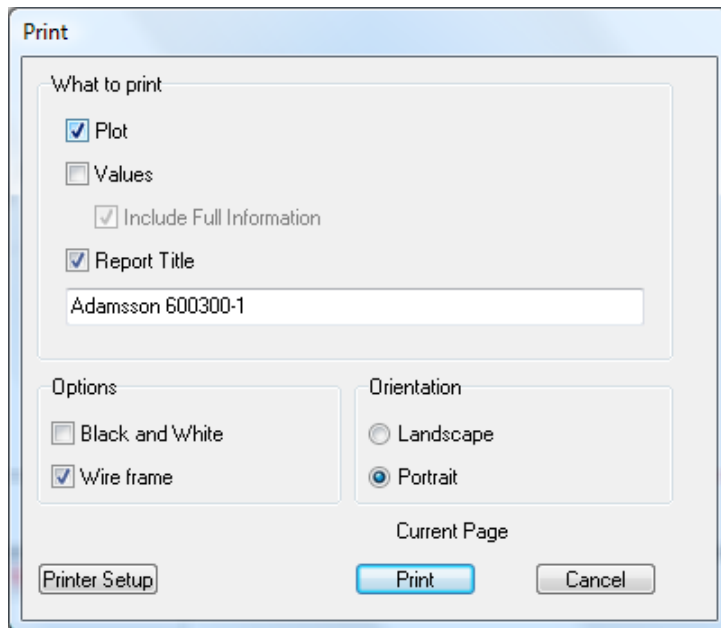 Print
What to print
Plot
Values
Include Full Information
Report Title
Adamsson 600300-1
Options
Black and White
Wire frame
Orientation
Landscape
Portrait
Current Page
Printer Setup
Print
Cancel